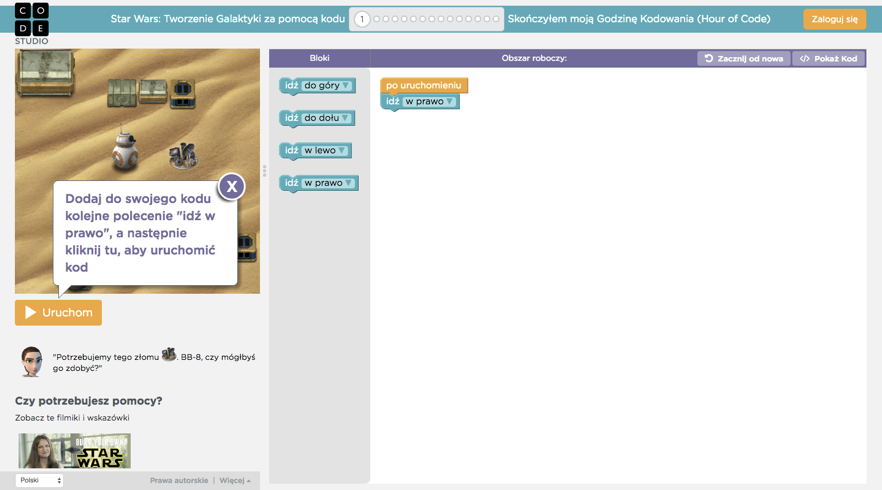 CODE
STUDIO
Star Wars: Tworzenie Galaktyki za pomocą kodu
1
Skończyłem moją Godzinę Kodowania (Hour of Code)
Zaloguj się
Bloki
Obszar roboczy:
Zacznij od nowa
</> Pokaż Kod
idź do góry
idź do dołu
idź w lewo
idź w prawo
po uruchomieniu
idź w prawo
X
Dodaj do swojego kodu
kolejne polecenie "idź w
prawo", a następnie
kliknij tu, aby uruchomić
kod
Uruchom
"Potrzebujemy tego złomu . BB-8, czy mógłbyś
go zdobyć?"
Czy potrzebujesz pomocy?
Zobacz te filmiki i wskazówki
STAR
WARS
Polski
Prawa autorskie | Więcej